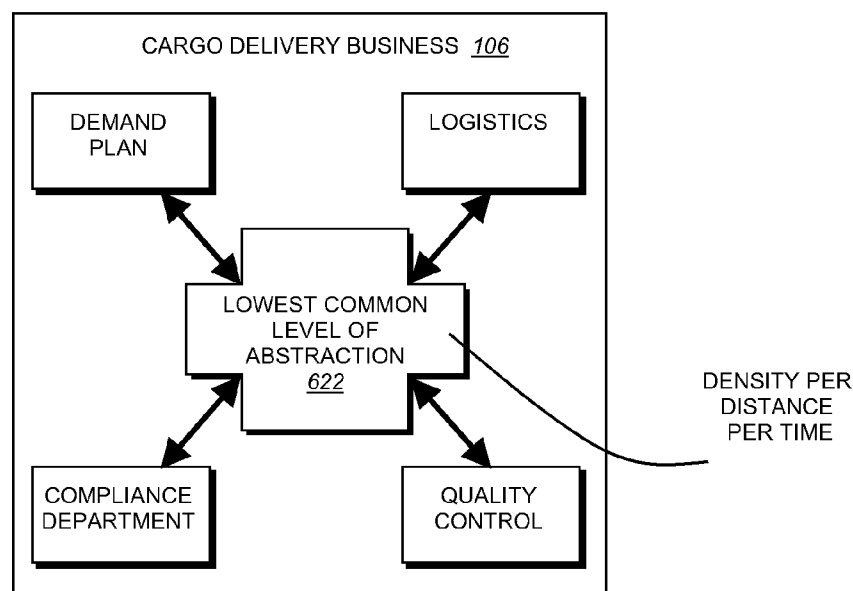 CARGO DELIVERY BUSINESS 106
DEMAND
PLAN
LOGISTICS
LOWEST COMMON
LEVEL OF
ABSTRACTION
622
DENSITY PER
DISTANCE
PER TIME
COMPLIANCE
DEPARTMENT
QUALITY
CONTROL